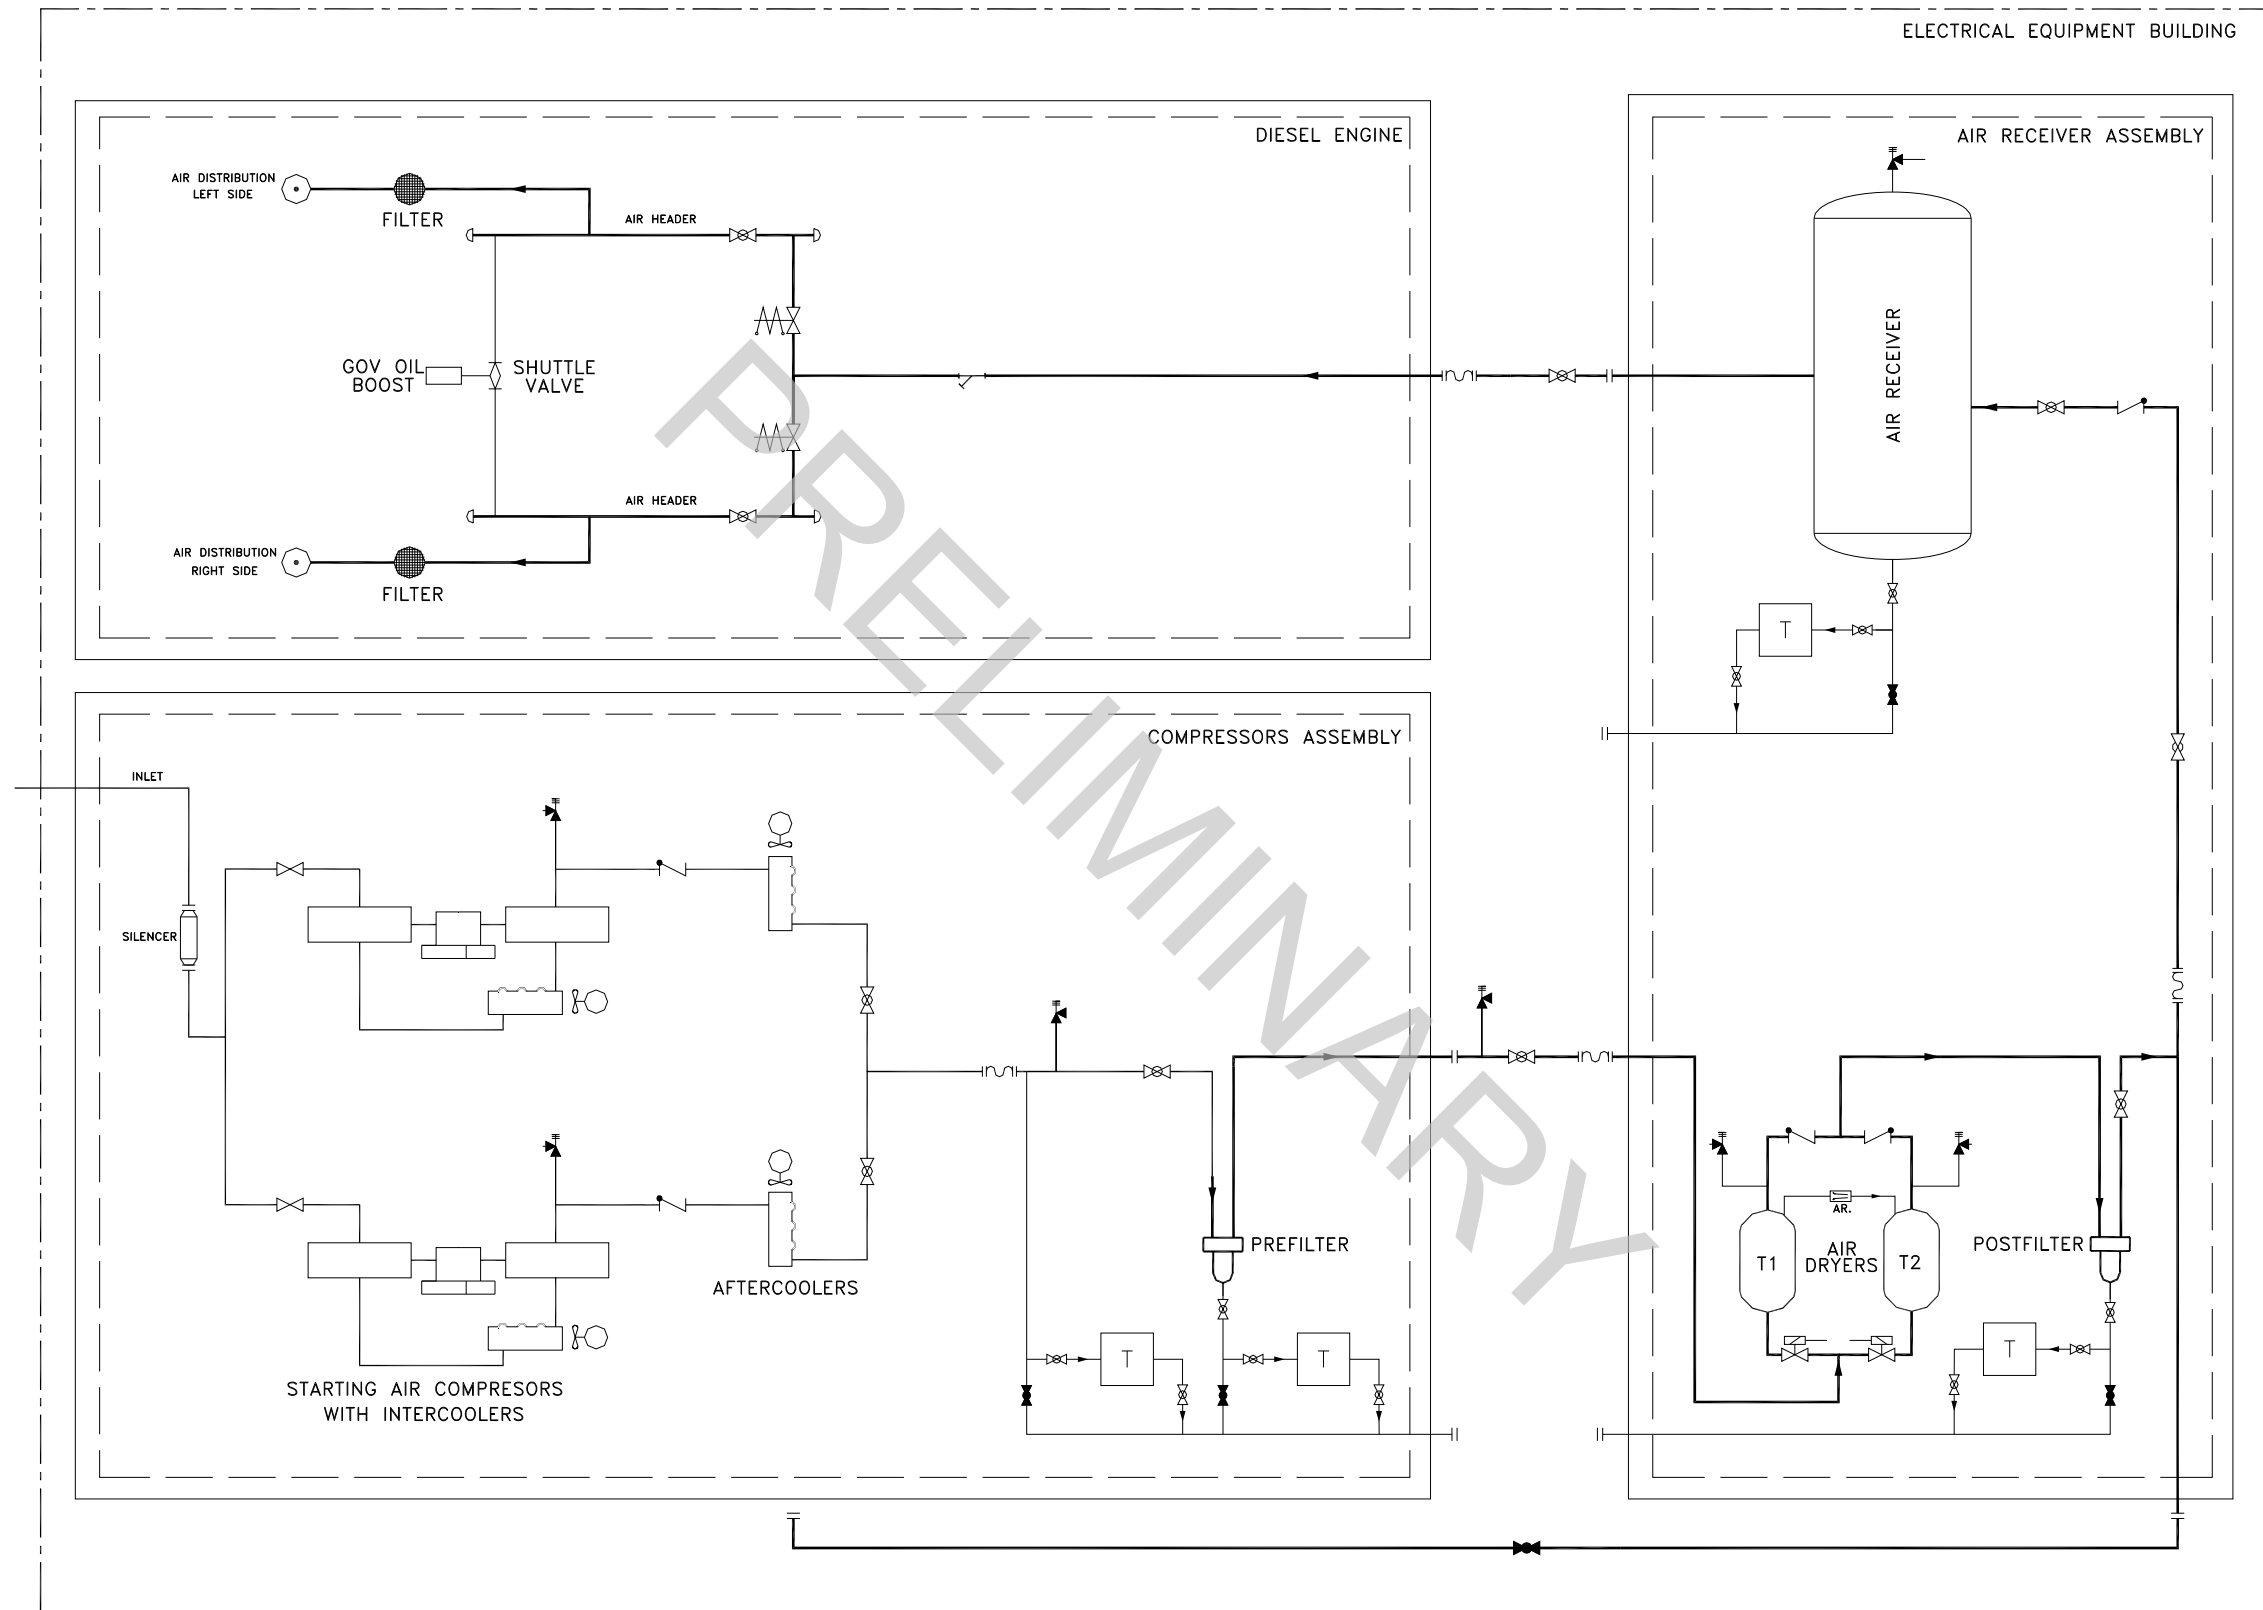 ELECTRICAL EQUIPMENT BUILDING
DIESEL ENGINE
AIR RECEIVER ASSEMBLY
AIR DISTRIBUTION
LEFT SIDE
FILTER
AIR HEADER
GOV OIL
BOOST
SHUTTLE
VALVE
AIR RECEIVER
AIR HEADER
AIR DISTRIBUTION
RIGHT SIDE
FILTER
T
PRELIMINARY
COMPRESSORS ASSEMBLY
INLET
SILENCER
AFTERCOOLERS
STARTING AIR COMPRESORS
WITH INTERCOOLERS
PREFILTER
T
T
AR.
T1
AIR
DRYERS
T2
POSTFILTER
T